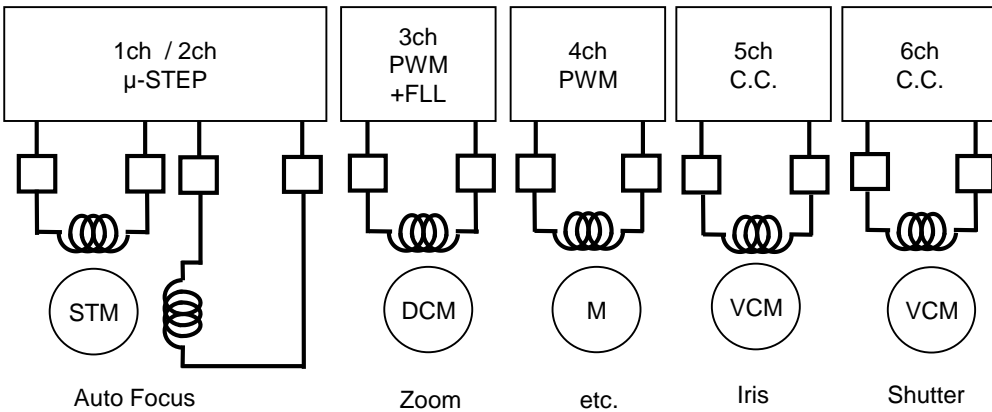 1ch / 2ch
μ-STEP
3ch
PWM
+FLL
4ch
PWM
5ch
C.C.
6ch
C.C.
STM
DCM
M
VCM
VCM
Auto Focus
Zoom
etc.
Iris
Shutter